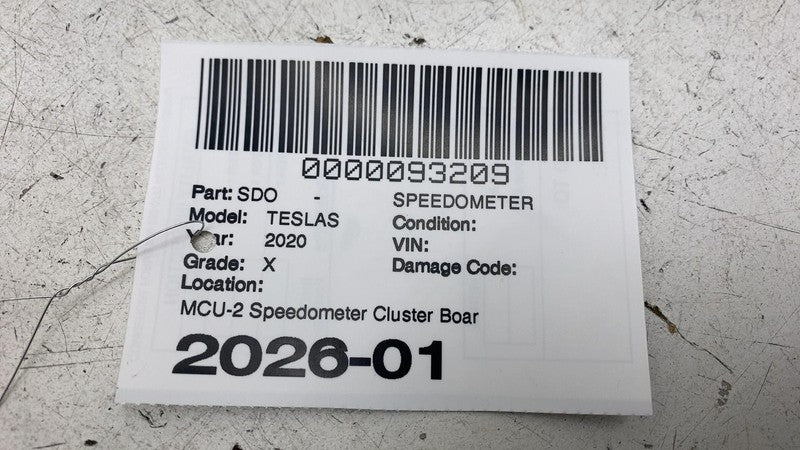 0000093209
Part: SDO - SPEEDOMETER
Model: TESLAS Condition:
Year: 2020 VIN:
Grade: X Damage Code:
Location:
MCU-2 Speedometer Cluster Boar
2026-01